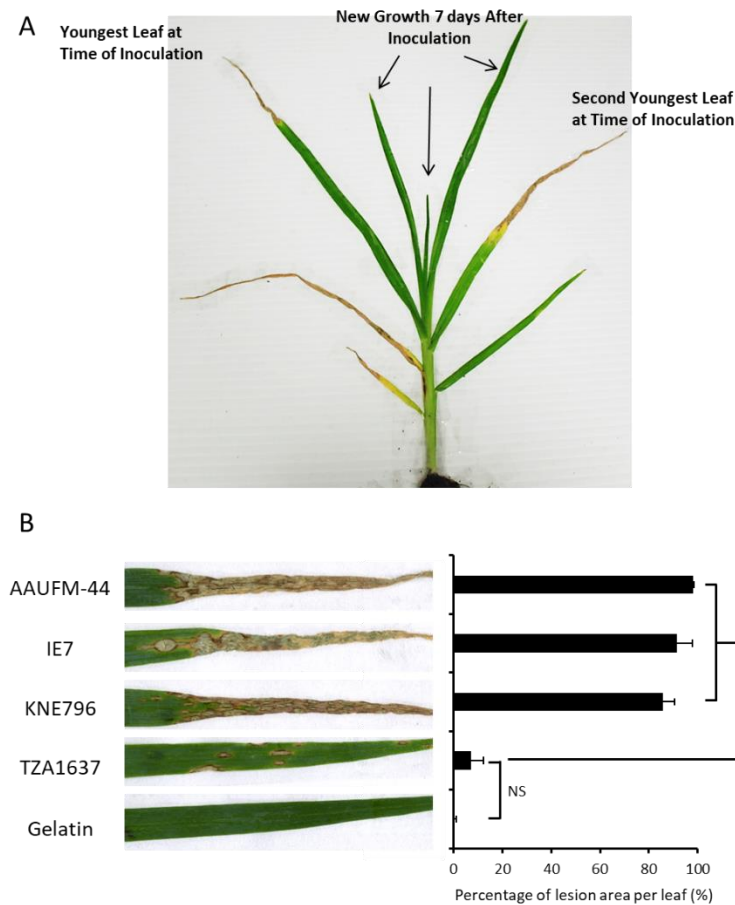 A
Youngest Leaf at
Time of Inoculation
New Growth 7 days After
Inoculation
Second Youngest Leaf
at Time of Inoculation
B
AAUFM-44
IE7
KNE796
TZA1637
Gelatin
NS
0 20 40 60 80 100
Percentage of lesion area per leaf (%)